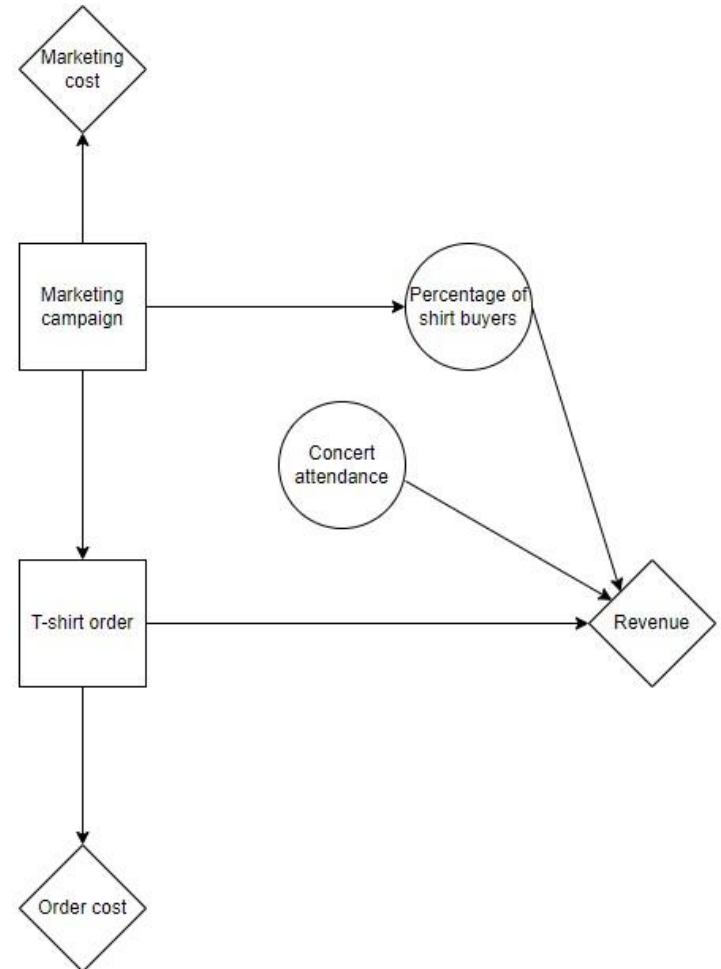 Marketing
cost
Marketing
campaign
Percentage of
shirt buyers
Concert
attendance
T-shirt order
Revenue
Order cost